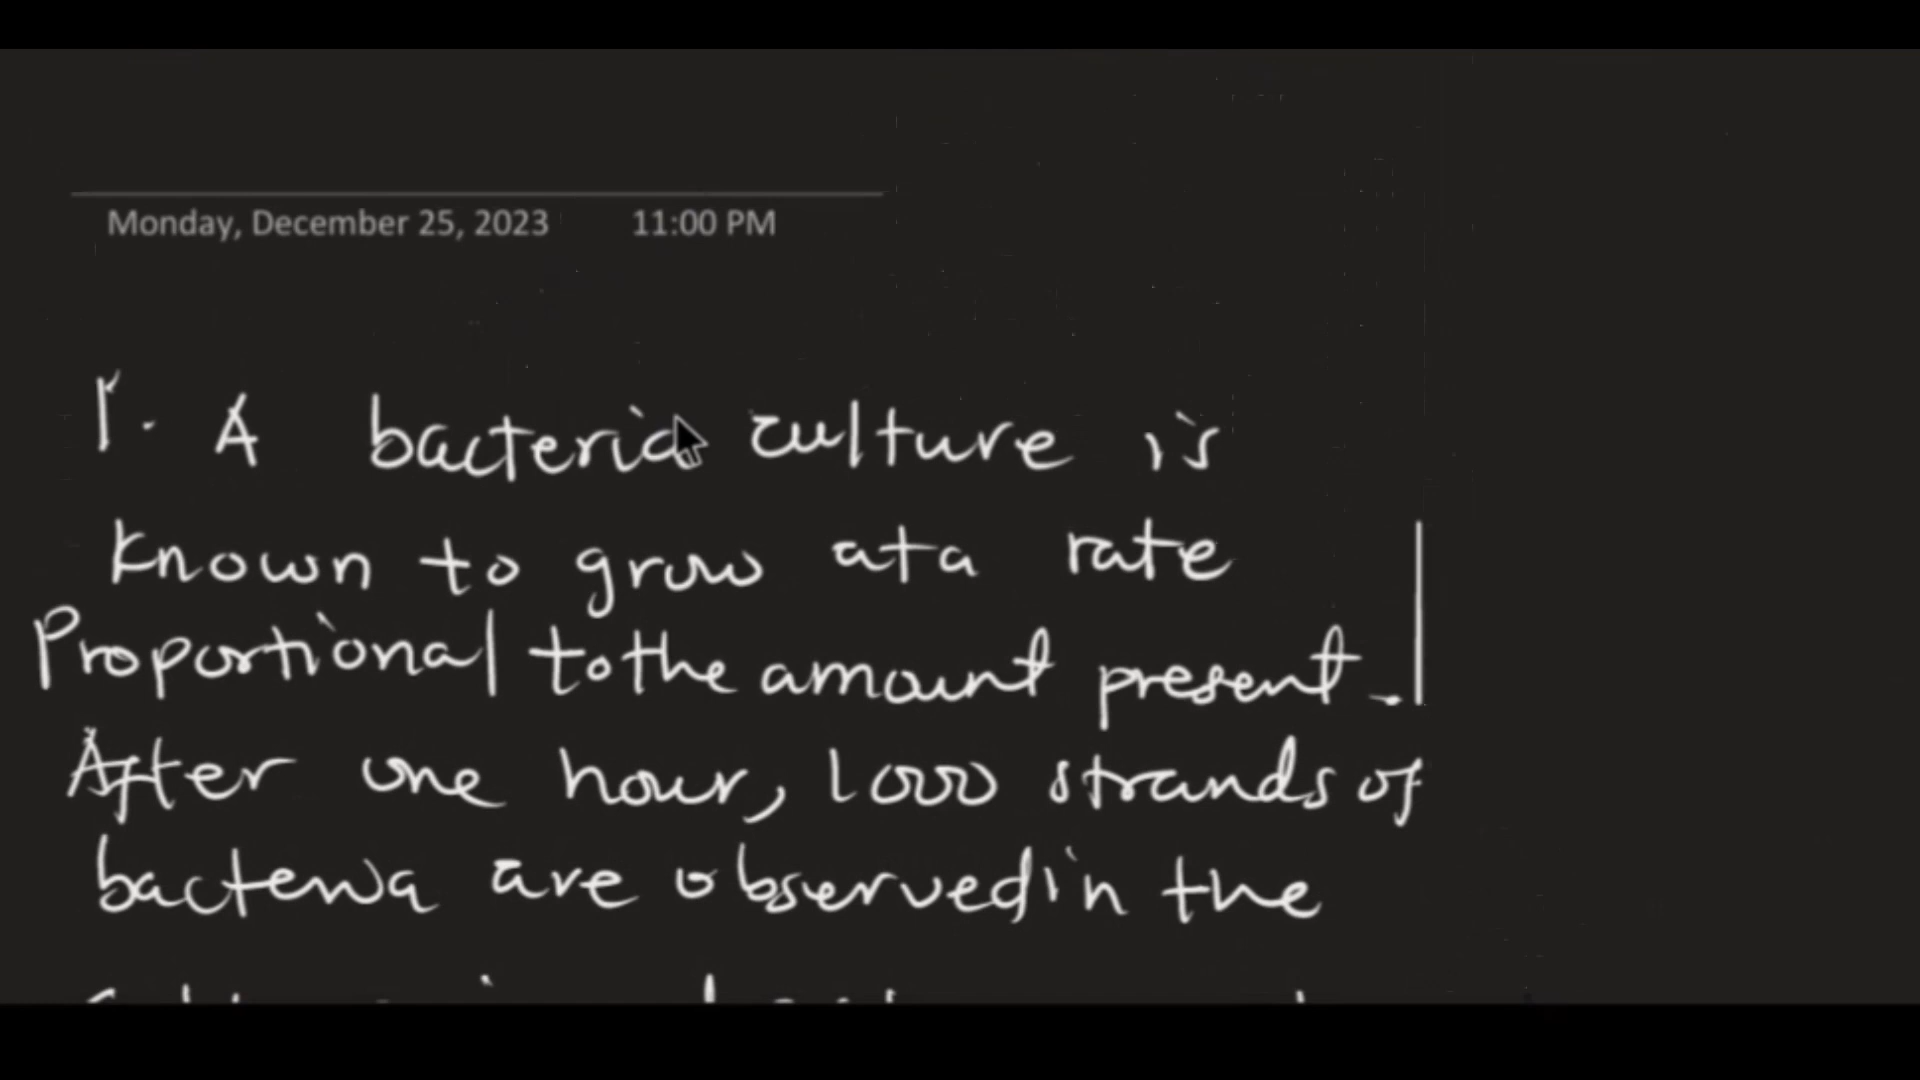 Monday, December 25, 2023 11:00 PM
1. A bacteria culture is
known to grow at a rate
Proportional to the amount present.
After one hour, 1000 strands of
bacteria are observed in the